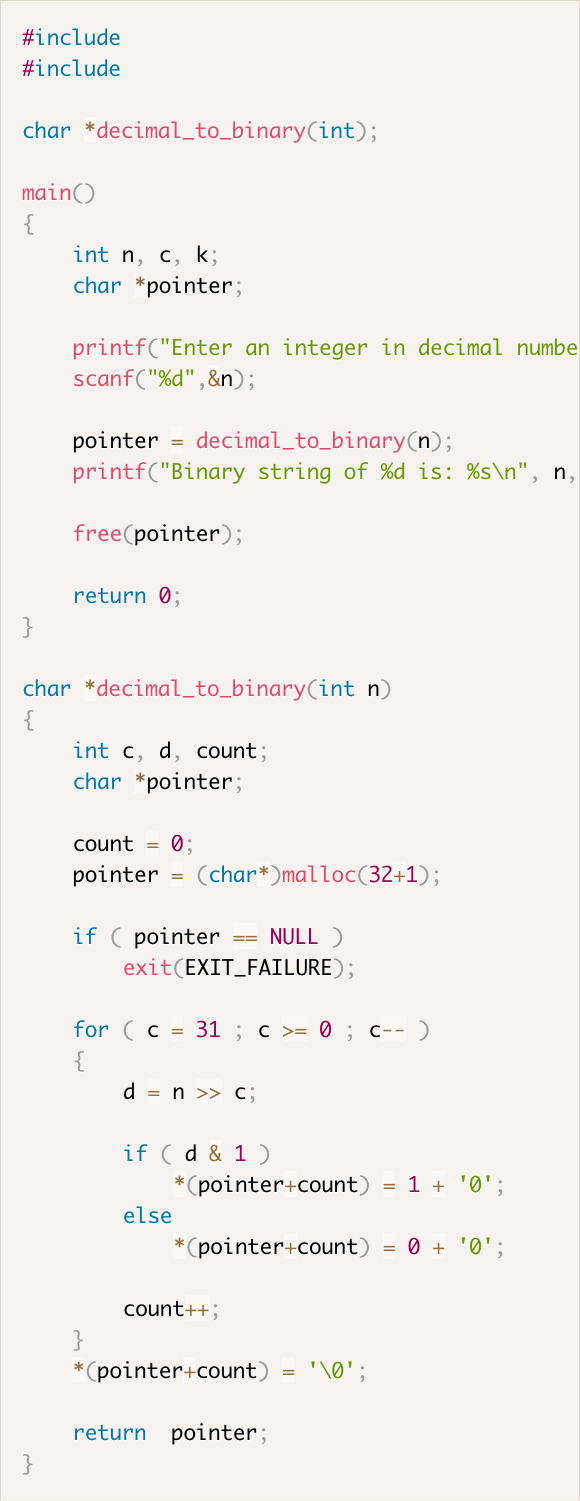 #include
#include
char *decimal_to_binary(int);
main()
{
    int n, c, k;
    char *pointer;
    printf("Enter an integer in decimal numbe
    scanf("%d",&n);
    pointer = decimal_to_binary(n);
    printf("Binary string of %d is: %s\n", n,
    free(pointer);
    return 0;
}
char *decimal_to_binary(int n)
{
    int c, d, count;
    char *pointer;
    count = 0;
    pointer = (char*)malloc(32+1);
    if ( pointer == NULL )
        exit(EXIT_FAILURE);
    for ( c = 31 ; c >= 0 ; c-- )
    {
        d = n >> c;
        if ( d & 1 )
            *(pointer+count) = 1 + '0';
        else
            *(pointer+count) = 0 + '0';
        count++;
    }
    *(pointer+count) = '\0';
    return  pointer;
}